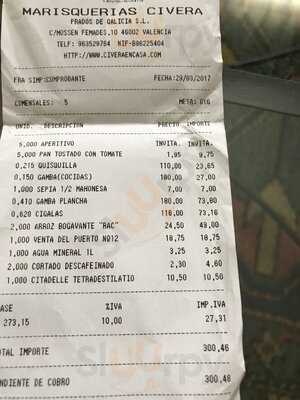 MARISQUERIAS CIVERA
PRADOS DE GALICIA S.L.
C/MOSSEN FEMADES,10 46002 VALENCIA
TELF: 963529764 NIF-B96225404
HTTP://WWW.CIVERAENCASA.COM
FRA SIMP:COMPROBANTE FECHA:29/03/2017
COMENSALES: 5 MESA: 010
UNID. DESCRIPCION PRECIO IMPORTE
5,000 APERITIVO INVITA. INVITA.
5,000 PAN TOSTADO CON TOMATE 1,95 9,75
0,215 QUISQUILLA 110,00 23,65
0,150 GAMBA(COCIDAS) 180,00 27,00
1,000 SEPIA 1/2 MAHONESA 7,00 7,00
0,410 GAMBA PLANCHA 180,00 73,80
0,620 CIGALAS 118,00 73,16
2,000 ARROZ BOGAVANTE "RAC" 24,50 49,00
1,000 VENTA DEL PUERTO Nº12 18,75 18,75
1,000 AGUA MINERAL 1L 3,25 3,25
2,000 CORTADO DESCAFEINADO 2,30 4,60
1,000 CITADELLE TETRADESTILATIO 10,50 10,50
BASE %IVA IMP.IVA
273,15 10,00 27,31
TOTAL IMPORTE 300,46
PENDIENTE DE COBRO 300,46